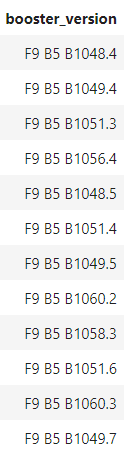 booster_version
F9 B5 B1048.4
F9 B5 B1049.4
F9 B5 B1051.3
F9 B5 B1056.4
F9 B5 B1048.5
F9 B5 B1051.4
F9 B5 B1049.5
F9 B5 B1060.2
F9 B5 B1058.3
F9 B5 B1051.6
F9 B5 B1060.3
F9 B5 B1049.7